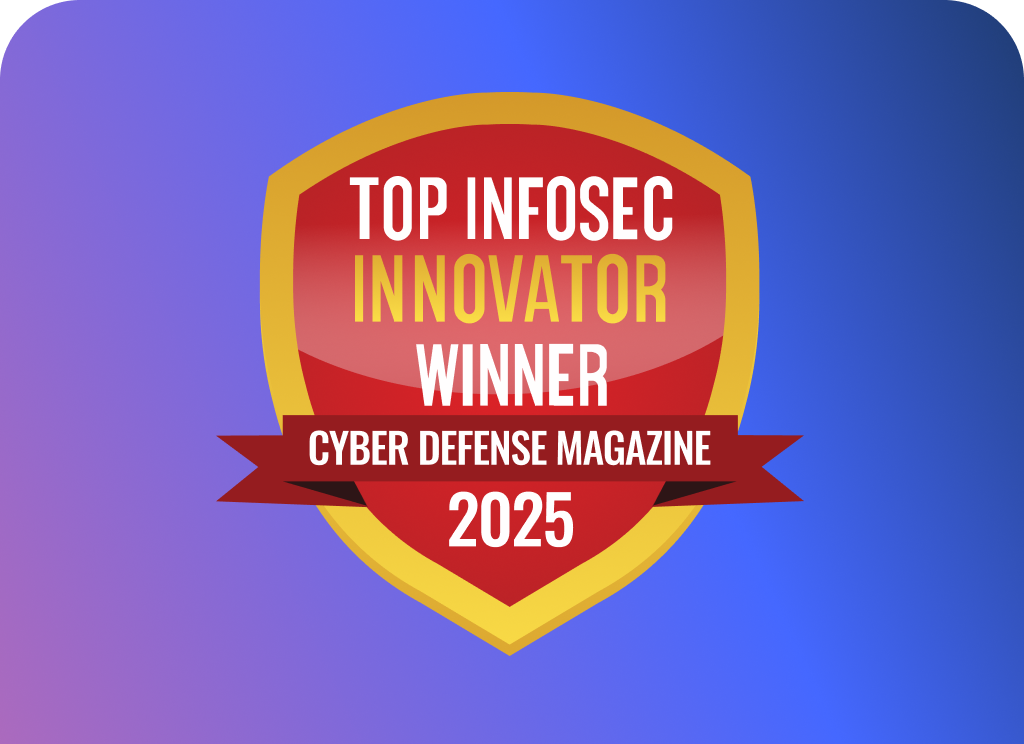 TOP INFOSEC
INNOVATOR
WINNER
CYBER DEFENSE MAGAZINE
2025